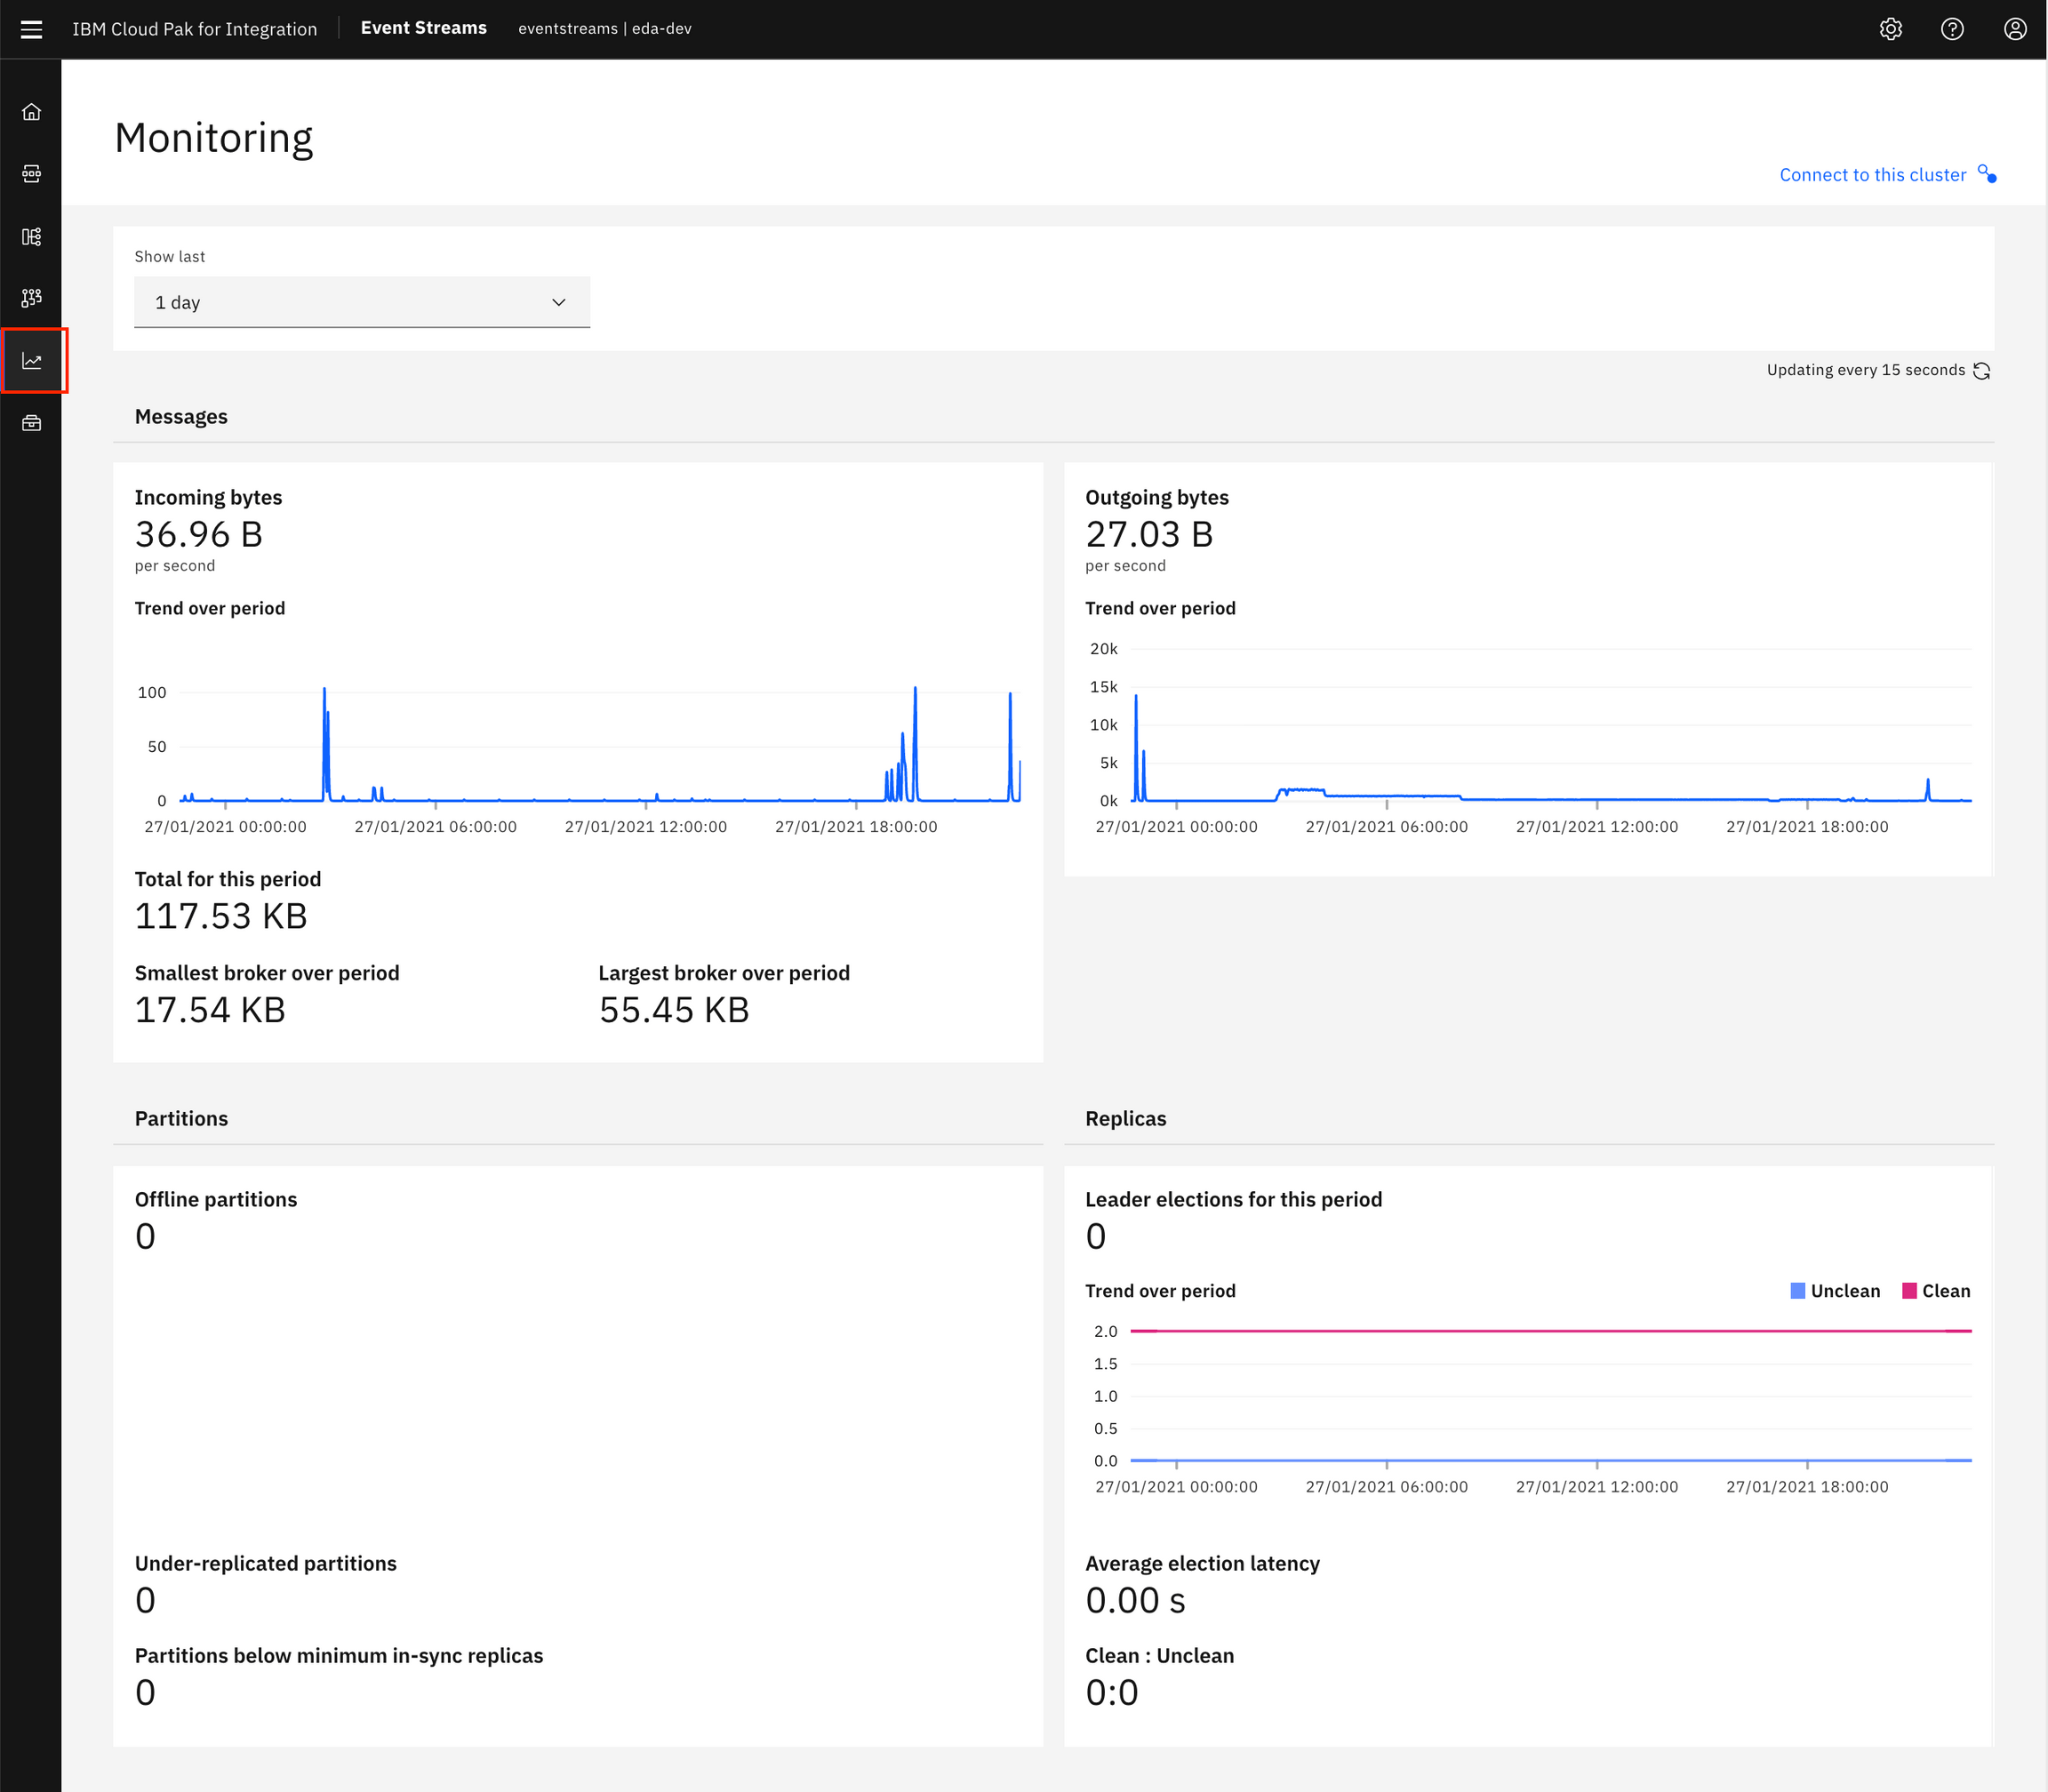 IBM Cloud Pak for Integration Event Streams eventstreams | eda-dev
Monitoring
Connect to this cluster
Show last
1 day
Updating every 15 seconds
Messages
Incoming bytes
36.96 B
per second
Trend over period
100
50
0
27/01/2021 00:00:00 27/01/2021 06:00:00 27/01/2021 12:00:00 27/01/2021 18:00:00
Total for this period
117.53 KB
Smallest broker over period
17.54 KB
Largest broker over period
55.45 KB
Outgoing bytes
27.03 B
per second
Trend over period
20k
15k
10k
5k
0k
27/01/2021 00:00:00 27/01/2021 06:00:00 27/01/2021 12:00:00 27/01/2021 18:00:00
Partitions
Offline partitions
0
Under-replicated partitions
0
Partitions below minimum in-sync replicas
0
Replicas
Leader elections for this period
0
Trend over period
Unclean Clean
2.0
1.5
1.0
0.5
0.0
27/01/2021 00:00:00 27/01/2021 06:00:00 27/01/2021 12:00:00 27/01/2021 18:00:00
Average election latency
0.00 s
Clean : Unclean
0:0